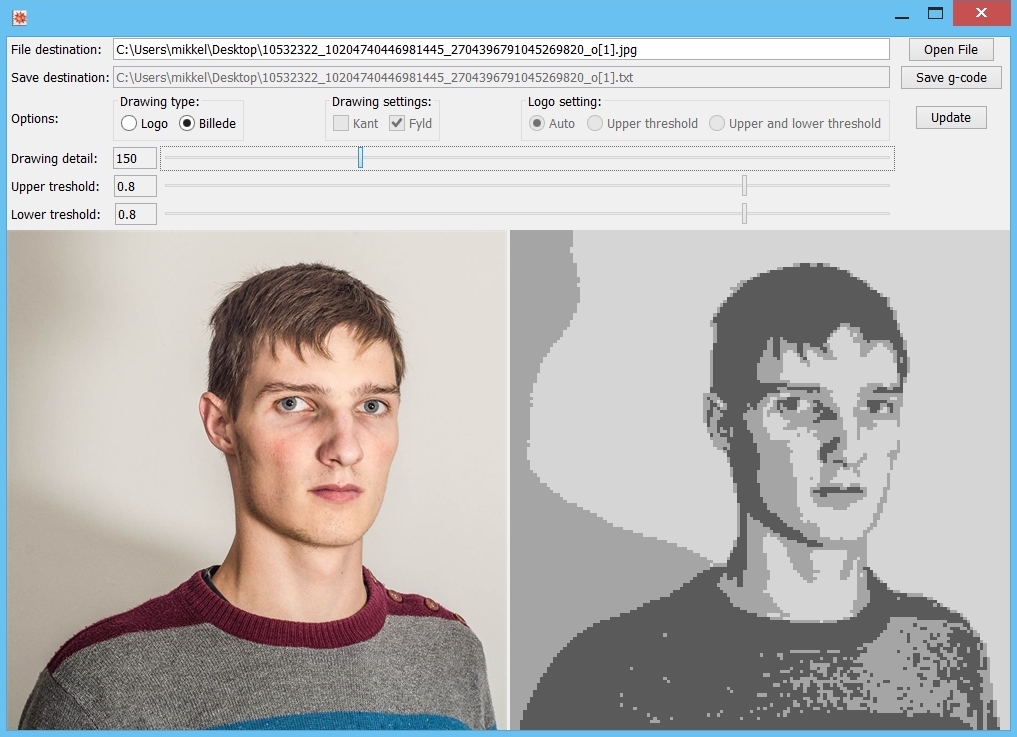 File destination: C:\Users\mikkel\Desktop\10532322_10204740446981445_2704396791045269820_o[1].jpg Open File
Save destination: C:\Users\mikkel\Desktop\10532322_10204740446981445_2704396791045269820_o[1].txt Save g-code
Drawing type: Drawing settings: Logo setting:
Options: Logo Billede Kant Fyld Auto Upper threshold Upper and lower threshold Update
Drawing detail: 150
Upper treshold: 0.8
Lower treshold: 0.8